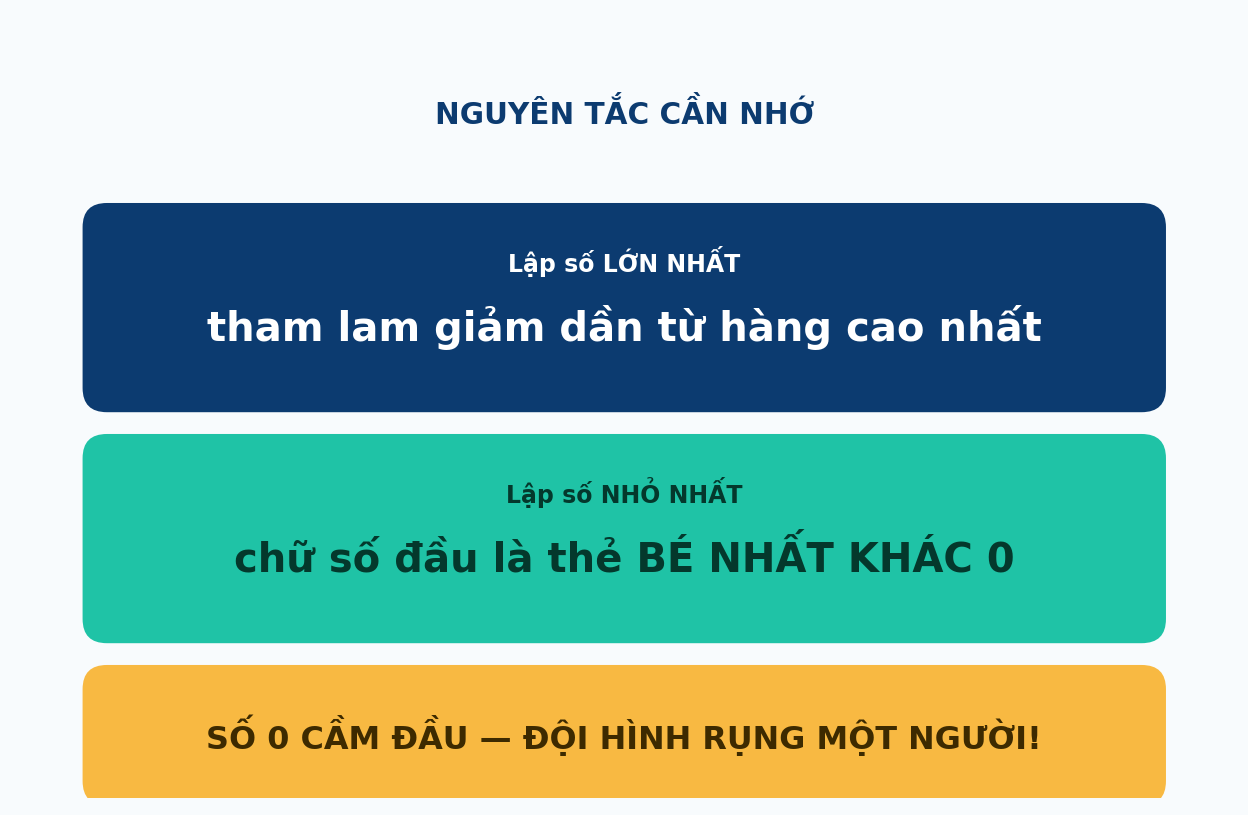 NGUYÊN TẮC CẦN NHỚ
Lập số LỚN NHẤT
tham lam giảm dần từ hàng cao nhất
Lập số NHỎ NHẤT
chữ số đầu là thẻ BÉ NHẤT KHÁC 0
SỐ 0 CẦM ĐẦU — ĐỘI HÌNH RỤNG MỘT NGƯỜI!